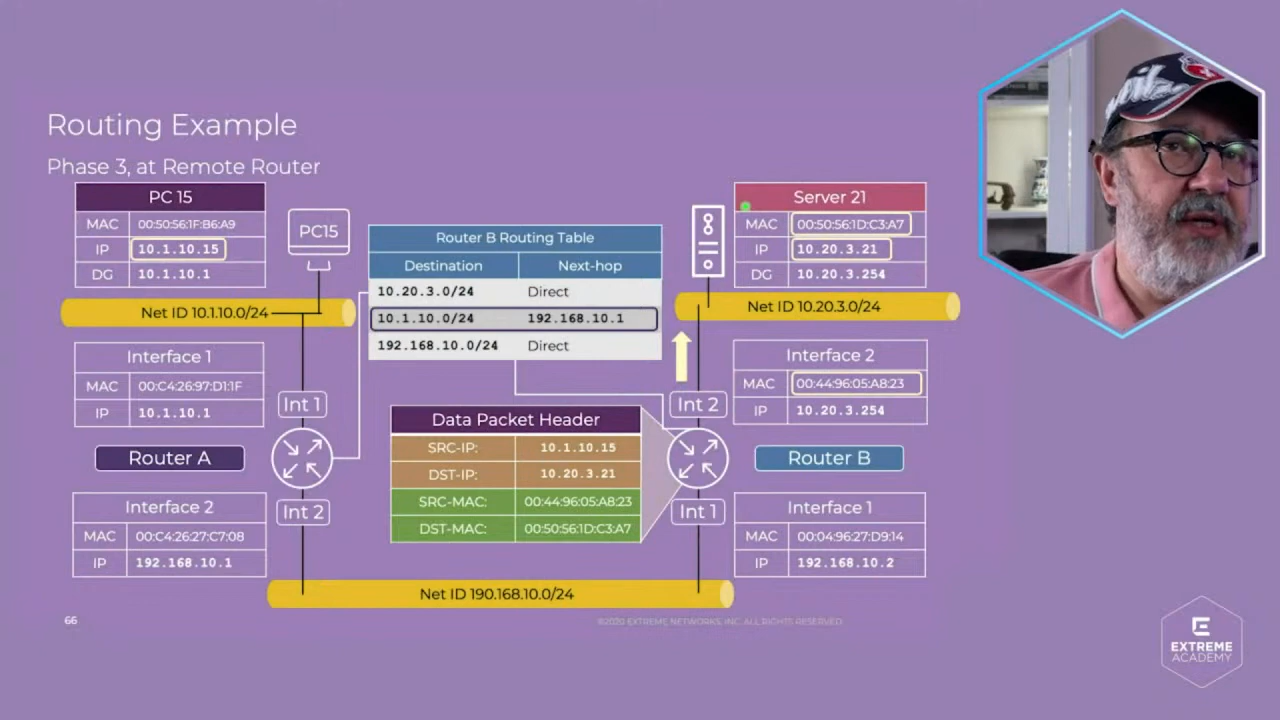 Routing Example
Phase 3, at Remote Router
PC 15
MAC 00:50:56:1F:B6:A9
IP 10.1.10.15
DG 10.1.10.1
PC15
Net ID 10.1.10.0/24
Router B Routing Table
Destination Next-hop
10.20.3.0/24 Direct
10.1.10.0/24 192.168.10.1
192.168.10.0/24 Direct
Server 21
MAC 00:50:56:1D:C3:A7
IP 10.20.3.21
DG 10.20.3.254
Net ID 10.20.3.0/24
Interface 1
MAC 00:C4:26:97:D1:1F
IP 10.1.10.1
Int 1
Router A
Interface 2
MAC 00:C4:26:27:C7:08
IP 192.168.10.1
Int 2
Data Packet Header
SRC-IP: 10.1.10.15
DST-IP: 10.20.3.21
SRC-MAC: 00:44:96:05:A8:23
DST-MAC: 00:50:56:1D:C3:A7
Interface 2
MAC 00:44:96:05:A8:23
IP 10.20.3.254
Int 2
Router B
Int 1
Interface 1
MAC 00:04:96:27:D9:14
IP 192.168.10.2
Net ID 190.168.10.0/24
66
©2020 EXTREME NETWORKS, INC. ALL RIGHTS RESERVED.
E
EXTREME
ACADEMY